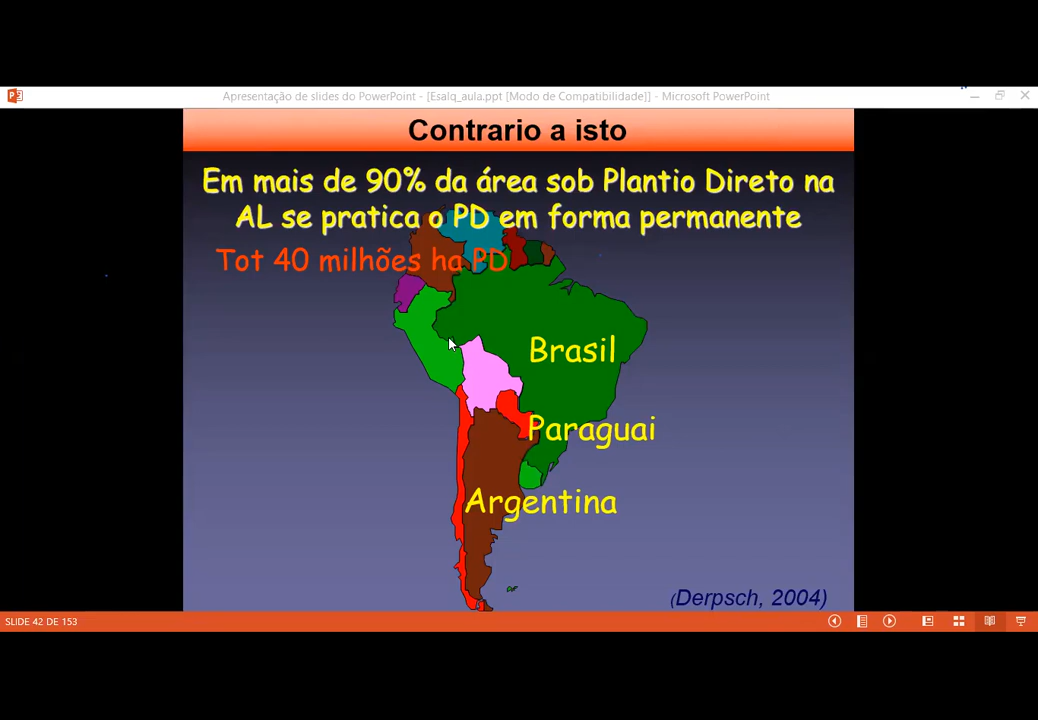 Apresentação de slides do PowerPoint - [Esalq_aula.ppt [Modo de Compatibilidade]] - Microsoft PowerPoint
Contrario a isto
Em mais de 90% da área sob Plantio Direto na
AL se pratica o PD em forma permanente
Tot 40 milhões ha PD
Brasil
Paraguai
Argentina
(Derpsch, 2004)
SLIDE 42 DE 153